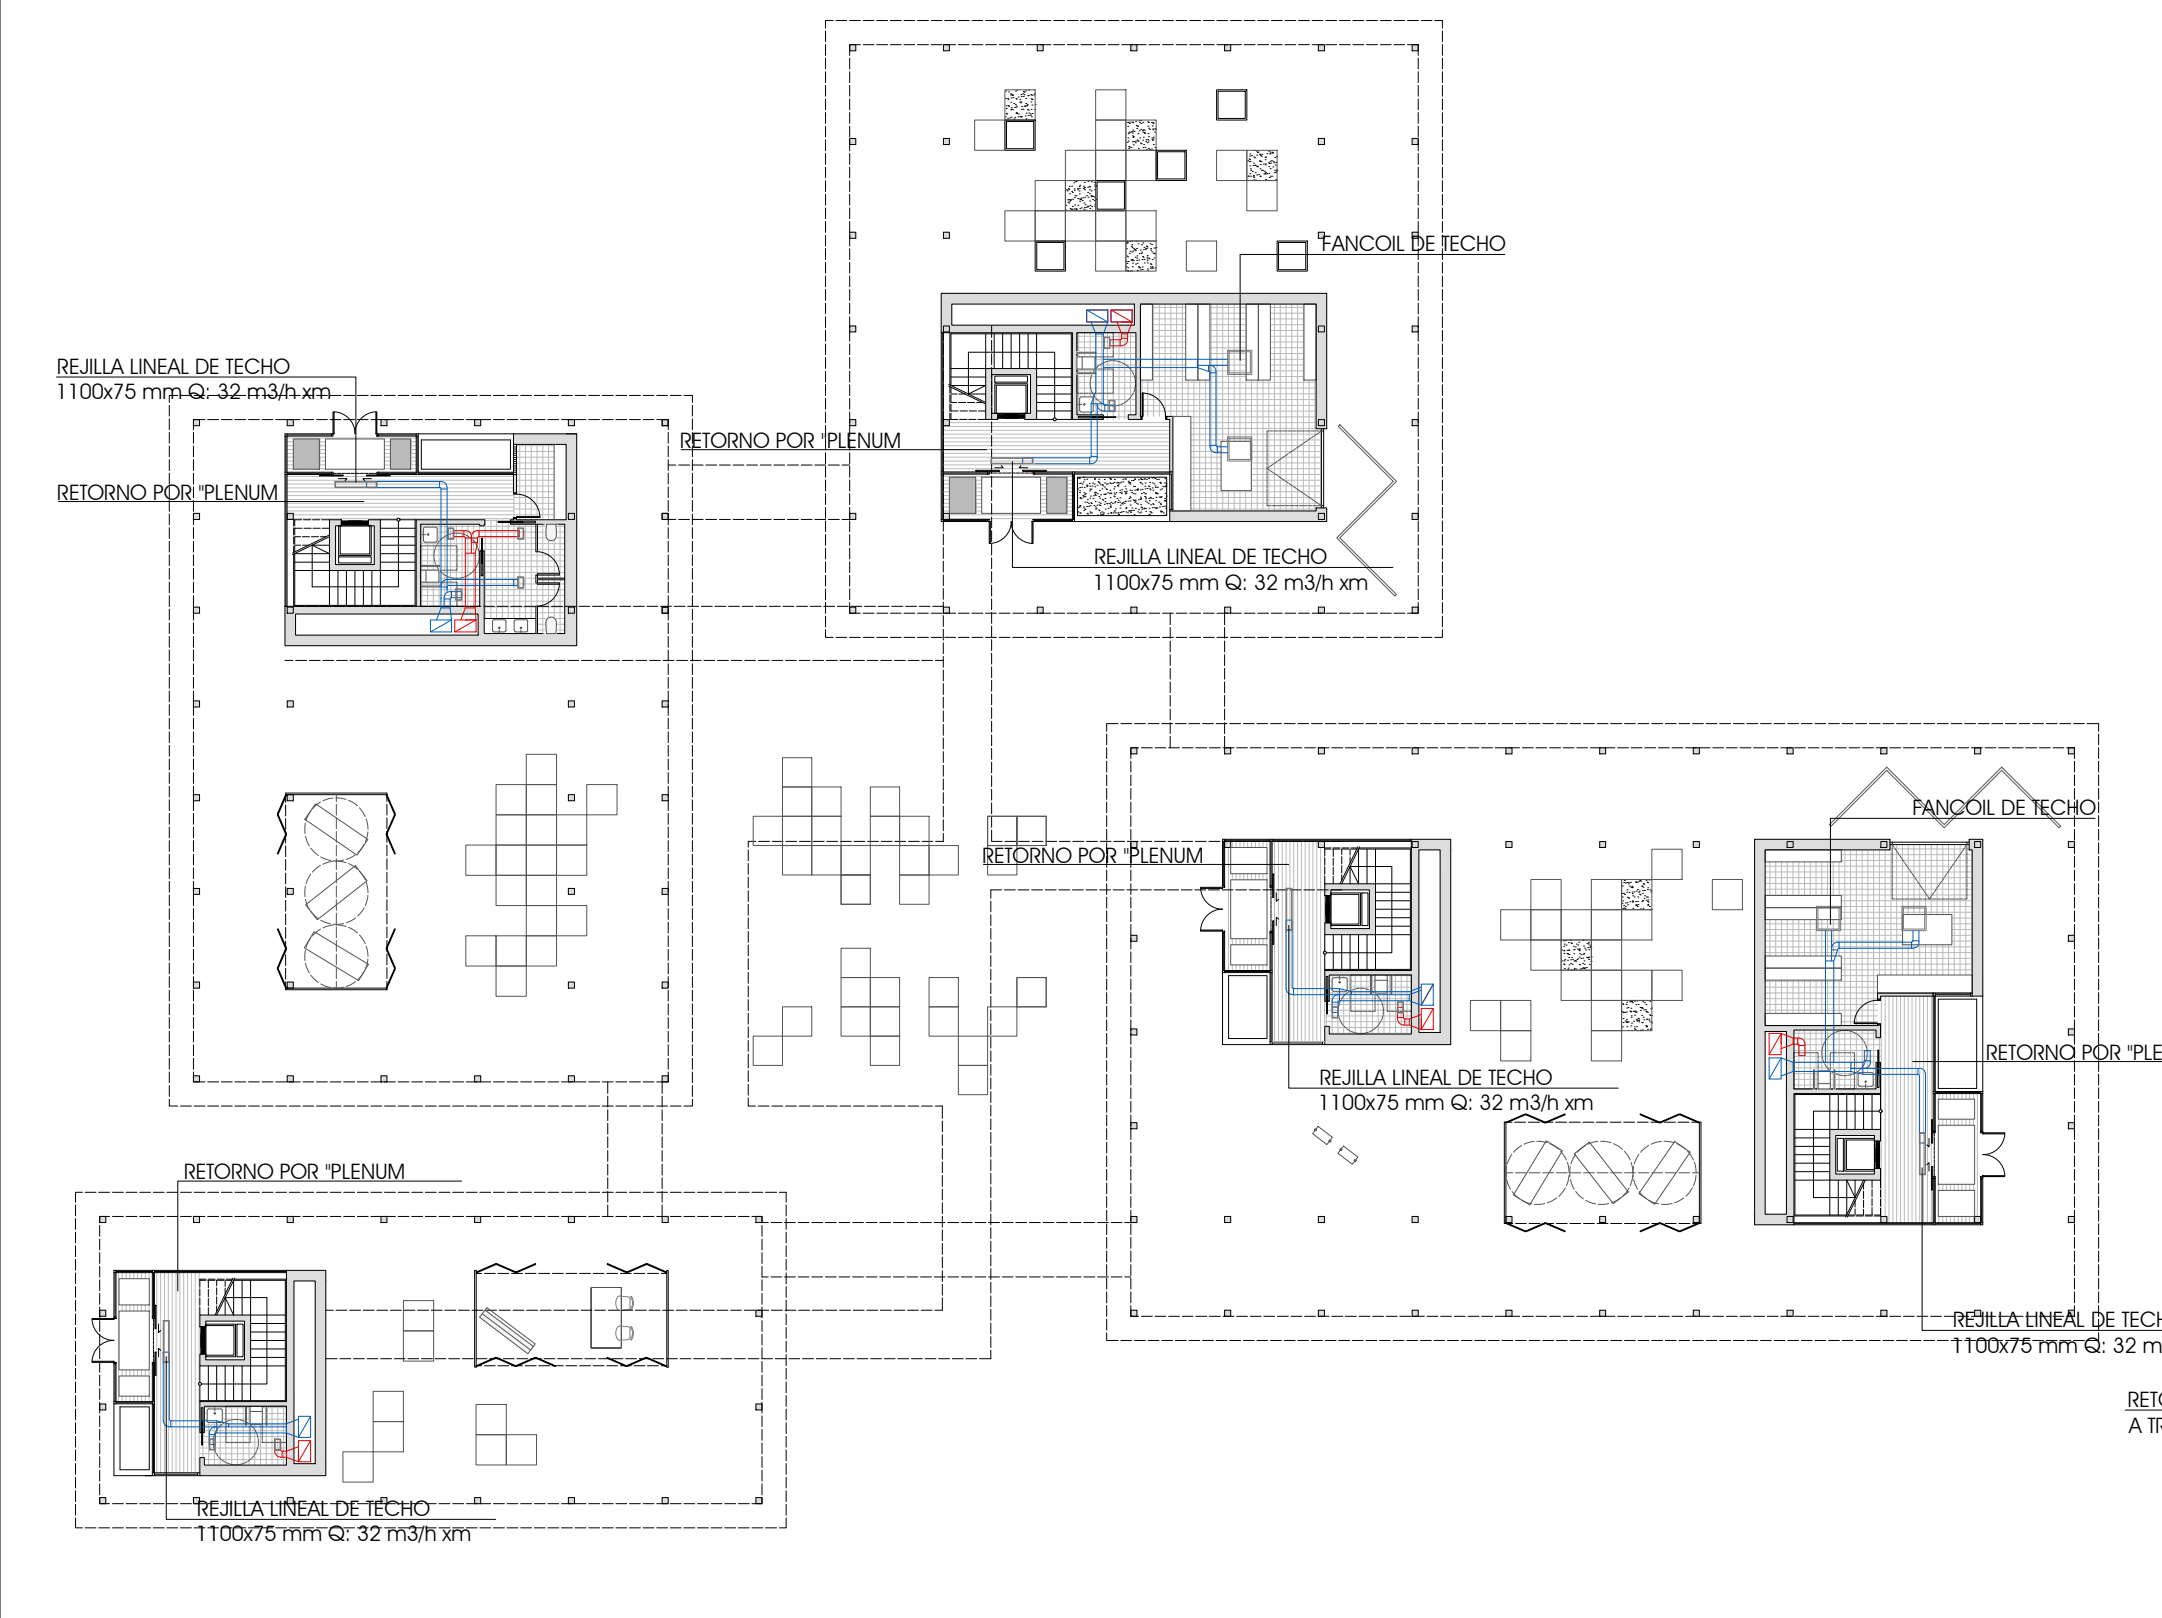 FANCOIL DE TECHO
REJILLA LINEAL DE TECHO
1100x75 mm Q: 32 m3/h xm
RETORNO POR "PLENUM
RETORNO POR "PLENUM
REJILLA LINEAL DE TECHO
1100x75 mm Q: 32 m3/h xm
FANCOIL DE TECHO
RETORNO POR "PLENUM
RETORNO POR "PLE
REJILLA LINEAL DE TECHO
1100x75 mm Q: 32 m3/h xm
RETORNO POR "PLENUM
REJILLA LINEAL DE TECH
1100x75 mm Q: 32 m
RETO
A TR
REJILLA LINEAL DE TECHO
1100x75 mm Q: 32 m3/h xm